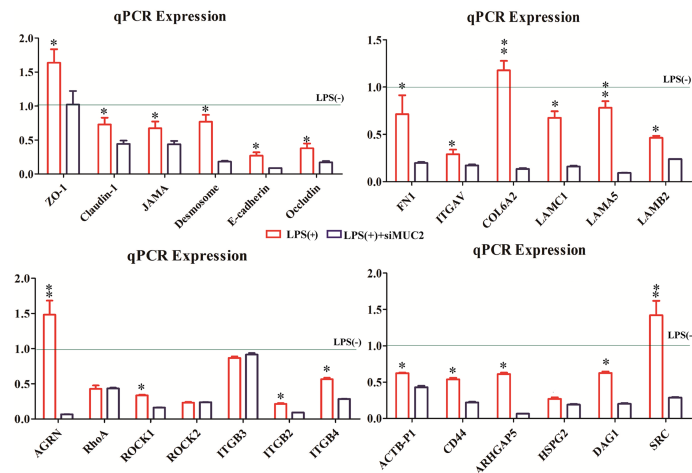 qPCR Expression
2.0
1.5
1.0
0.5
0.0
*
*
*
*
*
*
LPS(-)
ZO-1
Claudin-1
JAMA
Desmosome
E-cadherin
Occludin
qPCR Expression
1.5
1.0
0.5
0.0
*
*
**
*
**
*
LPS(-)
FN1
ITGAV
COL6A2
LAMC1
LAMA5
LAMB2
LPS(+)
LPS(+)+siMUC2
qPCR Expression
2.0
1.5
1.0
0.5
0.0
**
*
*
*
LPS(-)
AGRN
RhoA
ROCK1
ROCK2
ITGB3
ITGB2
ITGB4
qPCR Expression
2.0
1.5
1.0
0.5
0.0
*
*
*
*
**
LPS(-)
ACTB-P1
CD44
ARHGAP5
HSPG2
DAG1
SRC